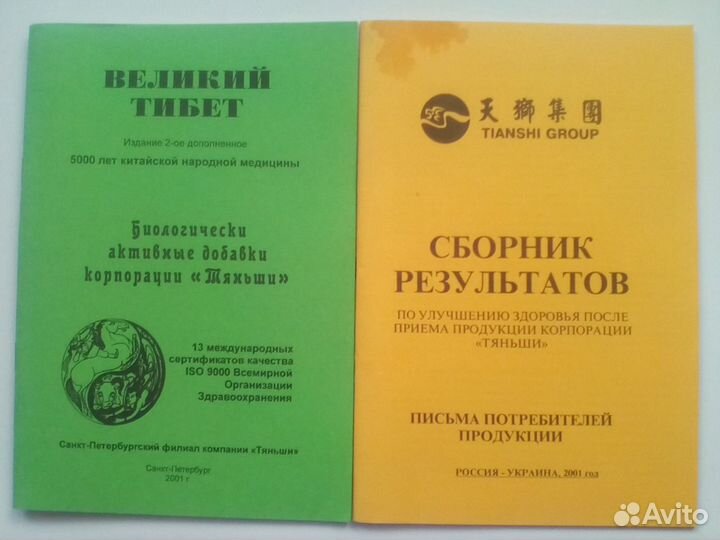 ВЕЛИКИЙ
ТИБЕТ
Издание 2-ое дополненное
5000 лет китайской народной медицины
Биологически
активные добавки
корпорации «Тяньши»
13 международных
сертификатов качества
ISO 9000 Всемирной
Организации
Здравоохранения
Санкт-Петербургский филиал компании «Тяньши»
Санкт-Петербург
2001 г
天獅集團
TIANSHI GROUP
СБОРНИК
РЕЗУЛЬТАТОВ
ПО УЛУЧШЕНИЮ ЗДОРОВЬЯ ПОСЛЕ
ПРИЕМА ПРОДУКЦИИ КОРПОРАЦИИ
«ТЯНЬШИ»
ПИСЬМА ПОТРЕБИТЕЛЕЙ
ПРОДУКЦИИ
РОССИЯ - УКРАИНА, 2001 год
Avito